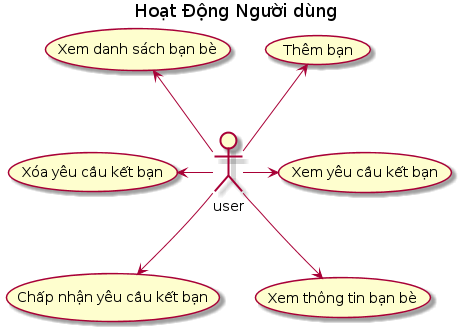 Hoạt Động Người dùng
Xem danh sách bạn bè
Thêm bạn
Xóa yêu cầu kết bạn
Xem yêu cầu kết bạn
user
Chấp nhận yêu cầu kết bạn
Xem thông tin bạn bè